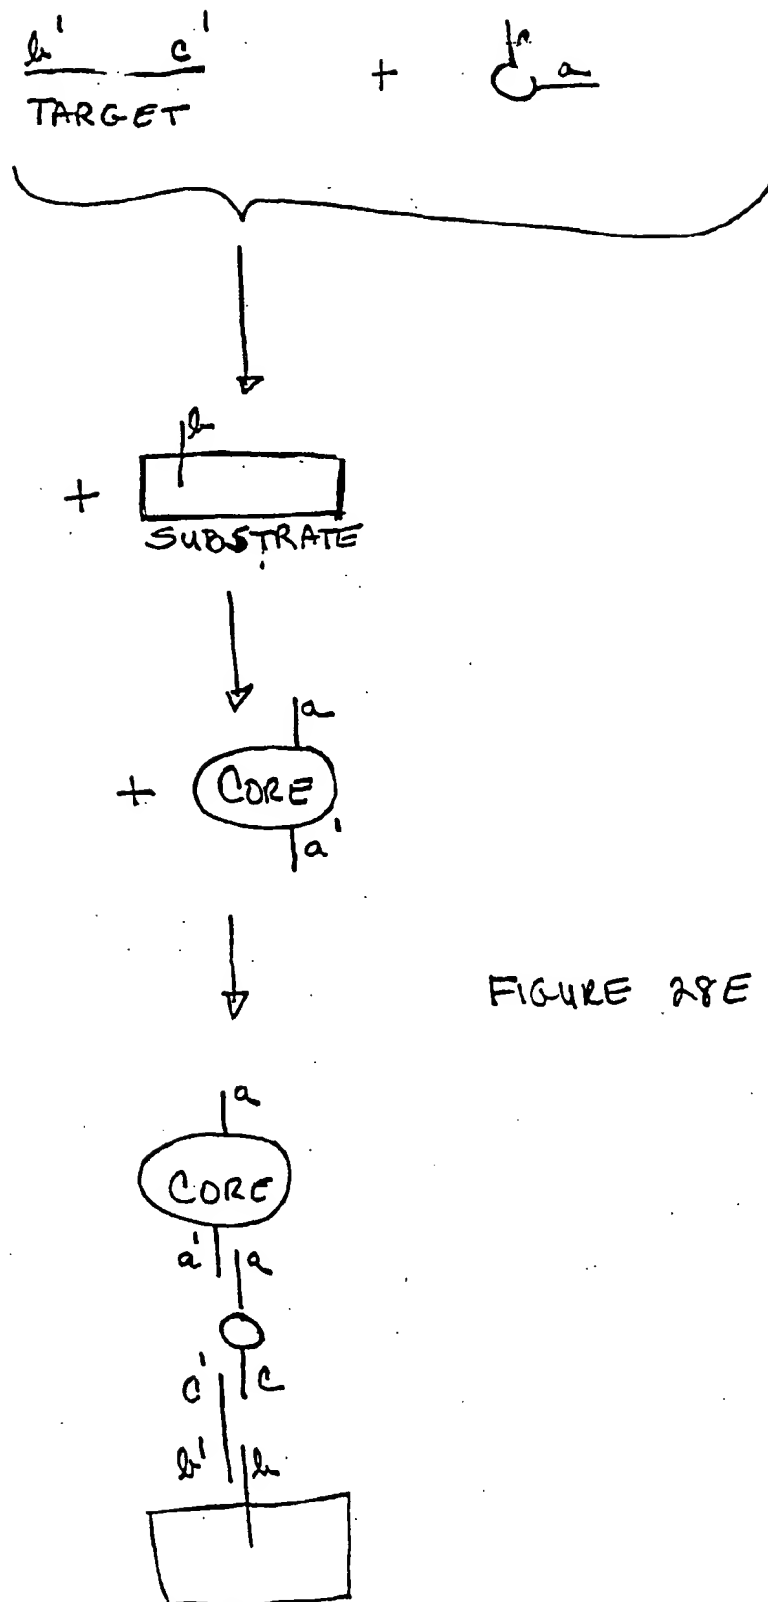 b' c' + c a
TARGET
b
+
SUBSTRATE
a
+ CORE
a'
FIGURE 28E
a
CORE
a' a
c' c
b' b